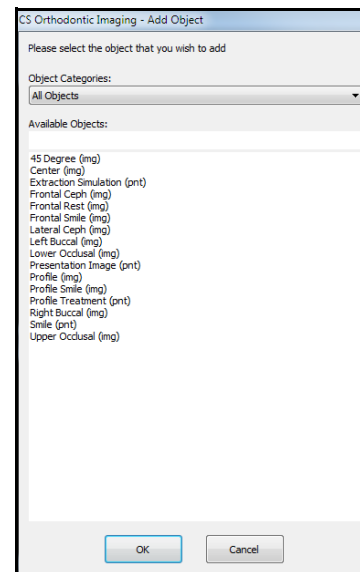 CS Orthodontic Imaging - Add Object
Please select the object that you wish to add
Object Categories:
All Objects
Available Objects:
45 Degree (img)
Center (img)
Extraction Simulation (pnt)
Frontal Ceph (img)
Frontal Rest (img)
Frontal Smile (img)
Lateral Ceph (img)
Left Buccal (img)
Lower Occlusal (img)
Presentation Image (pnt)
Profile (img)
Profile Smile (img)
Profile Treatment (pnt)
Right Buccal (img)
Smile (pnt)
Upper Occlusal (img)
OK
Cancel